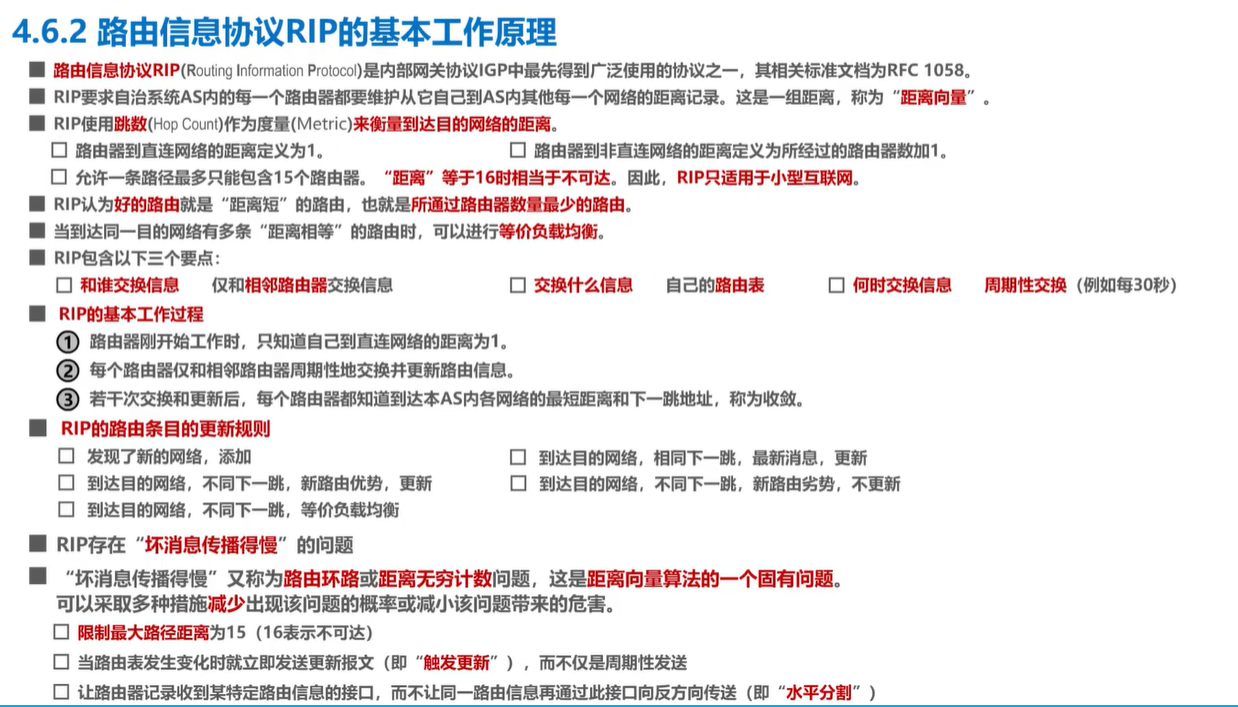 4.6.2 路由信息协议RIP的基本工作原理
路由信息协议RIP(Routing Information Protocol)是内部网关协议IGP中最先得到广泛使用的协议之一，其相关标准文档为RFC 1058。
RIP要求自治系统AS内的每一个路由器都要维护从它自己到AS内其他每一个网络的距离记录。这是一组距离，称为“距离向量”。
RIP使用跳数(Hop Count)作为度量(Metric)来衡量到达目的网络的距离。
□ 路由器到直连网络的距离定义为1。 □ 路由器到非直连网络的距离定义为所经过的路由器数加1。
□ 允许一条路径最多只能包含15个路由器。“距离”等于16时相当于不可达。因此，RIP只适用于小型互联网。
RIP认为好的路由就是“距离短”的路由，也就是所通过路由器数量最少的路由。
当到达同一目的网络有多条“距离相等”的路由时，可以进行等价负载均衡。
RIP包含以下三个要点：
□ 和谁交换信息 仅和相邻路由器交换信息 □ 交换什么信息 自己的路由表 □ 何时交换信息 周期性交换（例如每30秒）
RIP的基本工作过程
① 路由器刚开始工作时，只知道自己到直连网络的距离为1。
② 每个路由器仅和相邻路由器周期性地交换并更新路由信息。
③ 若干次交换和更新后，每个路由器都知道到达本AS内各网络的最短距离和下一跳地址，称为收敛。
RIP的路由条目的更新规则
□ 发现了新的网络，添加 □ 到达目的网络，相同下一跳，最新消息，更新
□ 到达目的网络，不同下一跳，新路由优势，更新 □ 到达目的网络，不同下一跳，新路由劣势，不更新
□ 到达目的网络，不同下一跳，等价负载均衡
RIP存在“坏消息传播得慢”的问题
“坏消息传播得慢”又称为路由环路或距离无穷计数问题，这是距离向量算法的一个固有问题。
可以采取多种措施减少出现该问题的概率或减小该问题带来的危害。
□ 限制最大路径距离为15（16表示不可达）
□ 当路由表发生变化时就立即发送更新报文（即“触发更新”），而不仅是周期性发送
□ 让路由器记录收到某特定路由信息的接口，而不让同一路由信息再通过此接口向反方向传送（即“水平分割”）